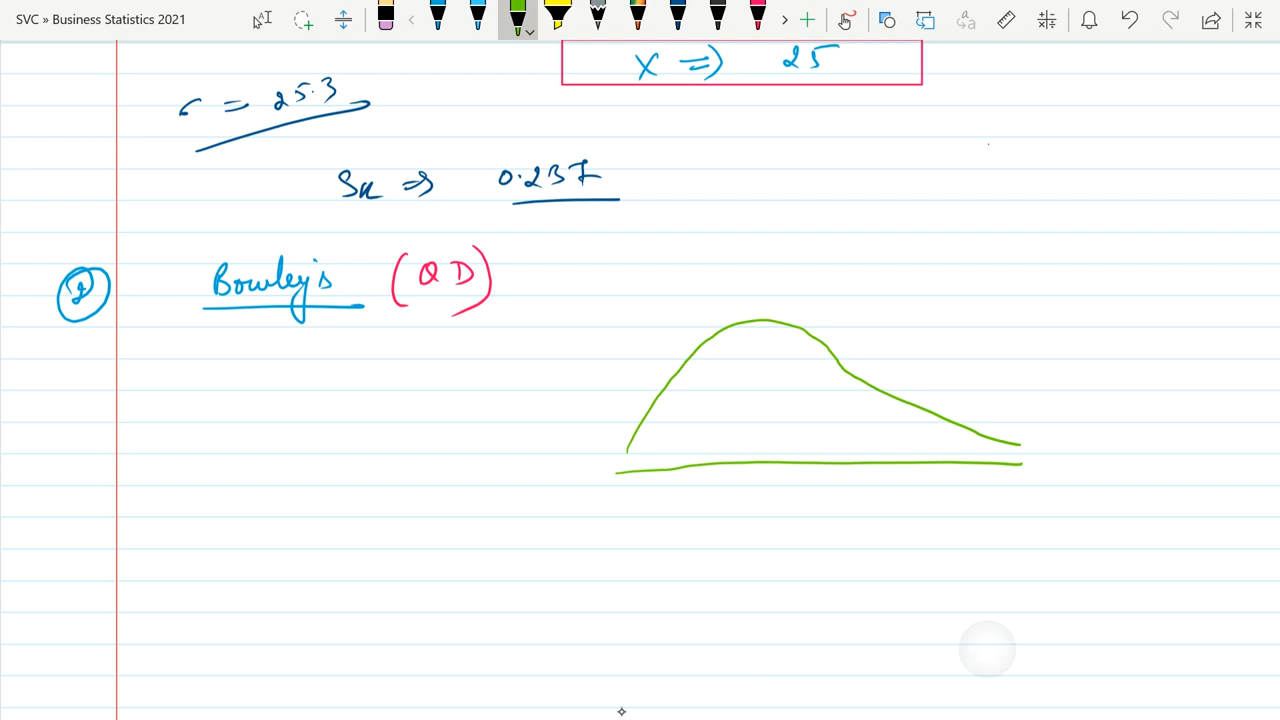 SVC » Business Statistics 2021
X ⇒ 25
σ = 25.3
Sk ⇒ 0.237
2 Bowley's (QD)